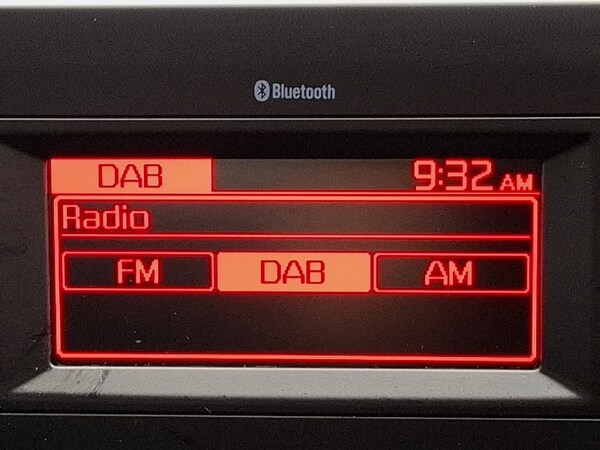 Bluetooth
DAB 9:32 AM
Radio
FM DAB AM